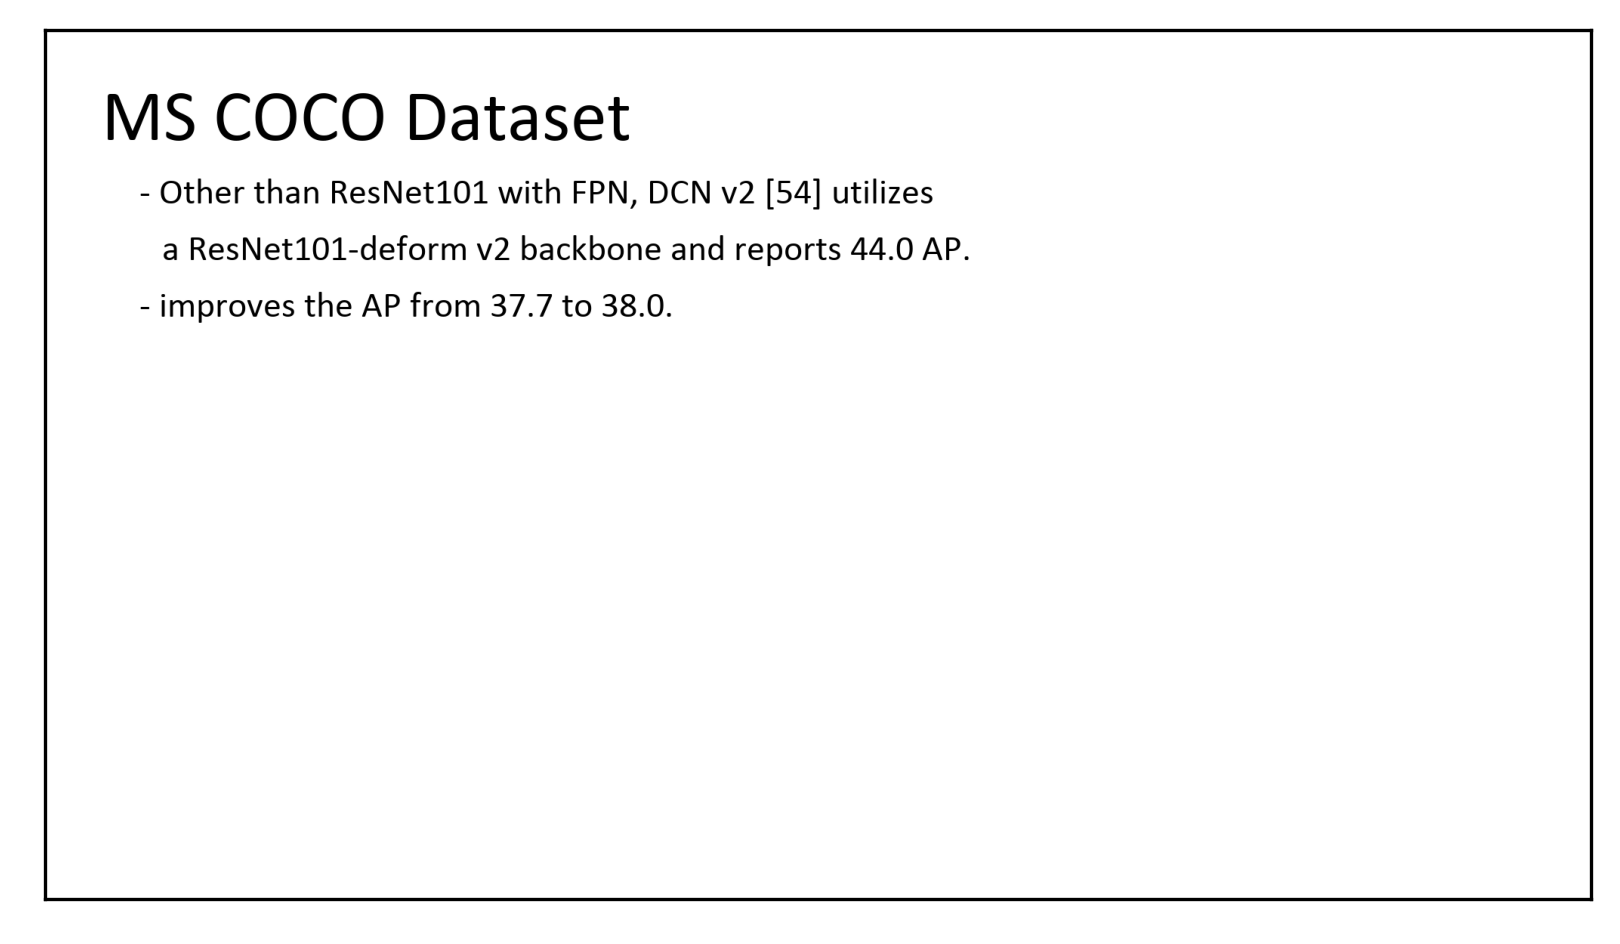 MS COCO Dataset
- Other than ResNet101 with FPN, DCN v2 [54] utilizes
a ResNet101-deform v2 backbone and reports 44.0 AP.
- improves the AP from 37.7 to 38.0.